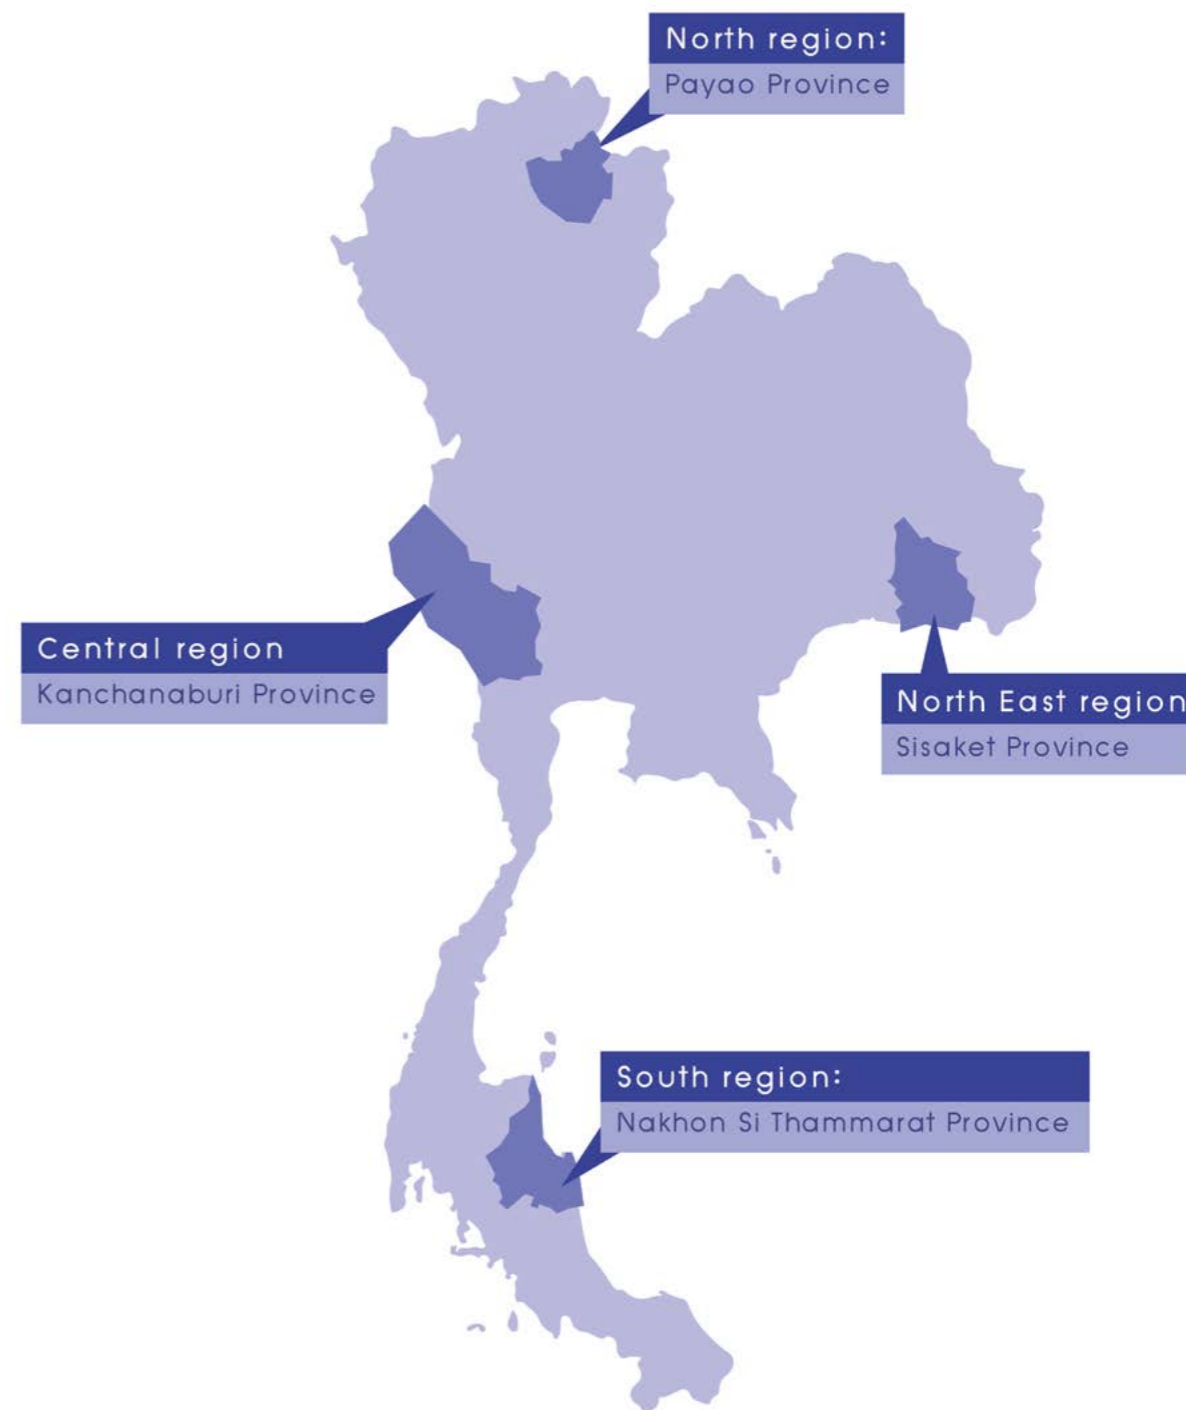 North region:
Payao Province
Central region
Kanchanaburi Province
North East region
Sisaket Province
South region:
Nakhon Si Thammarat Province